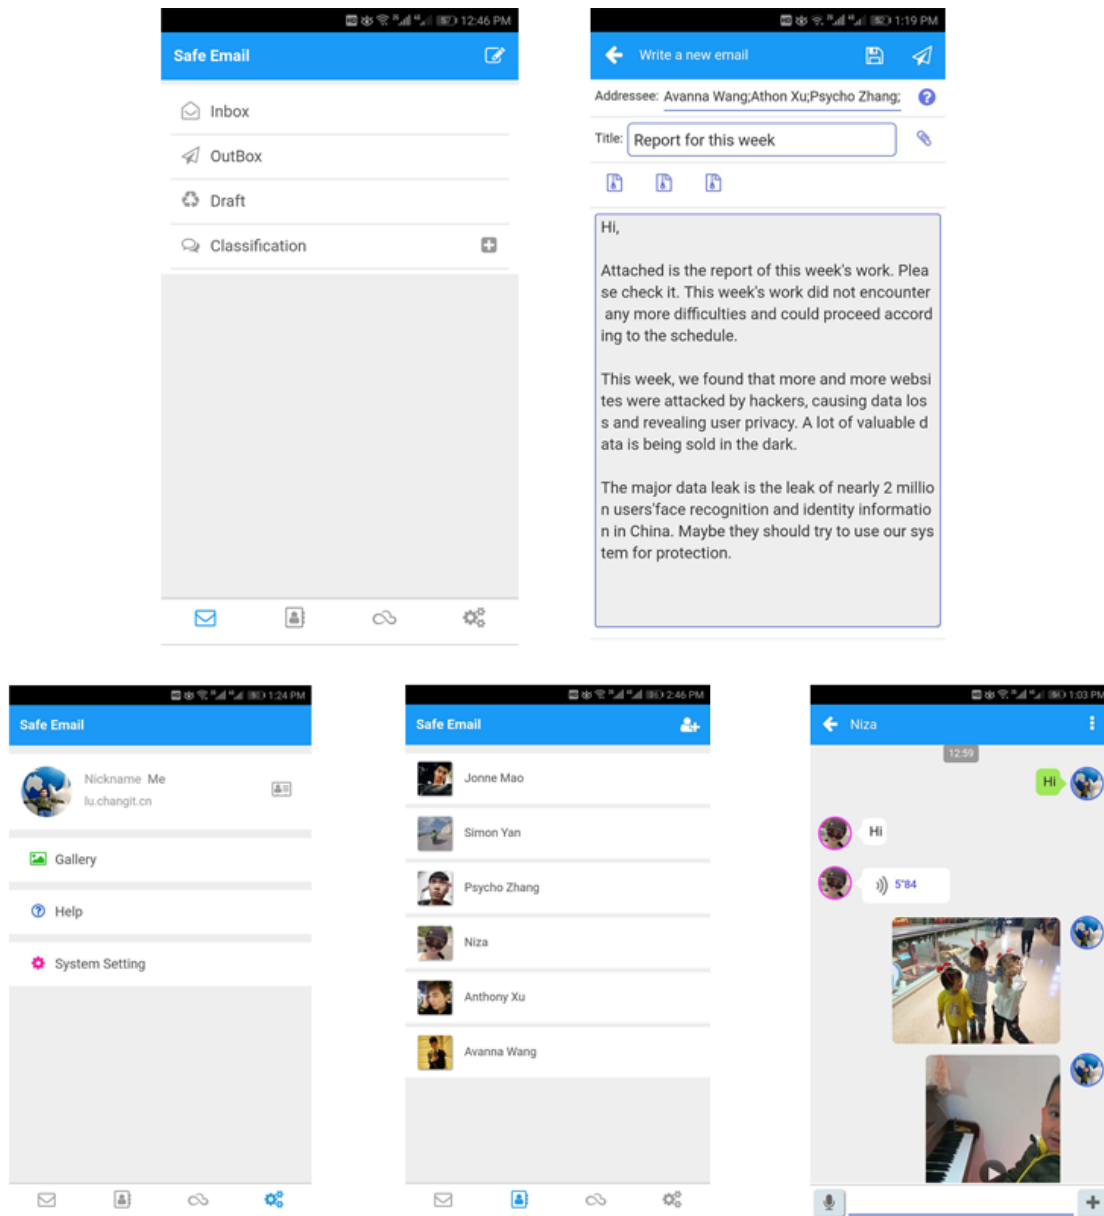 12:46 PM
Safe Email
Inbox
OutBox
Draft
Classification
1:19 PM
Write a new email
Addressee: Avanna Wang;Athon Xu;Psycho Zhang;
Title: Report for this week
Hi,
Attached is the report of this week's work. Plea
se check it. This week's work did not encounter
any more difficulties and could proceed accord
ing to the schedule.
This week, we found that more and more websi
tes were attacked by hackers, causing data los
s and revealing user privacy. A lot of valuable d
ata is being sold in the dark.
The major data leak is the leak of nearly 2 millio
n users'face recognition and identity informatio
n in China. Maybe they should try to use our sys
tem for protection.
1:24 PM
Safe Email
Nickname Me
lu.changit.cn
Gallery
Help
System Setting
2:46 PM
Safe Email
Jonne Mao
Simon Yan
Psycho Zhang
Niza
Anthony Xu
Avanna Wang
1:03 PM
Niza
12:59
Hi
Hi
5"84